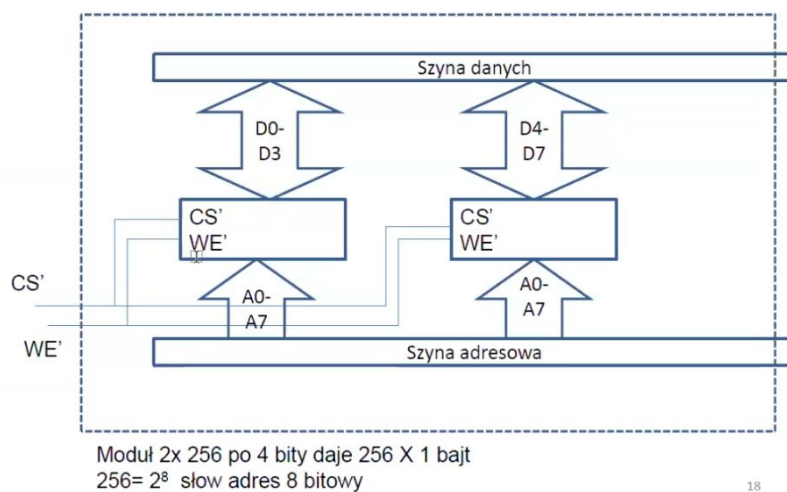 Szyna danych
D0-
D3
D4-
D7
CS'
WE'
CS'
WE'
CS'
WE'
A0-
A7
A0-
A7
Szyna adresowa
Moduł 2x 256 po 4 bity daje 256 X 1 bajt
256= 2⁸ słow adres 8 bitowy
18